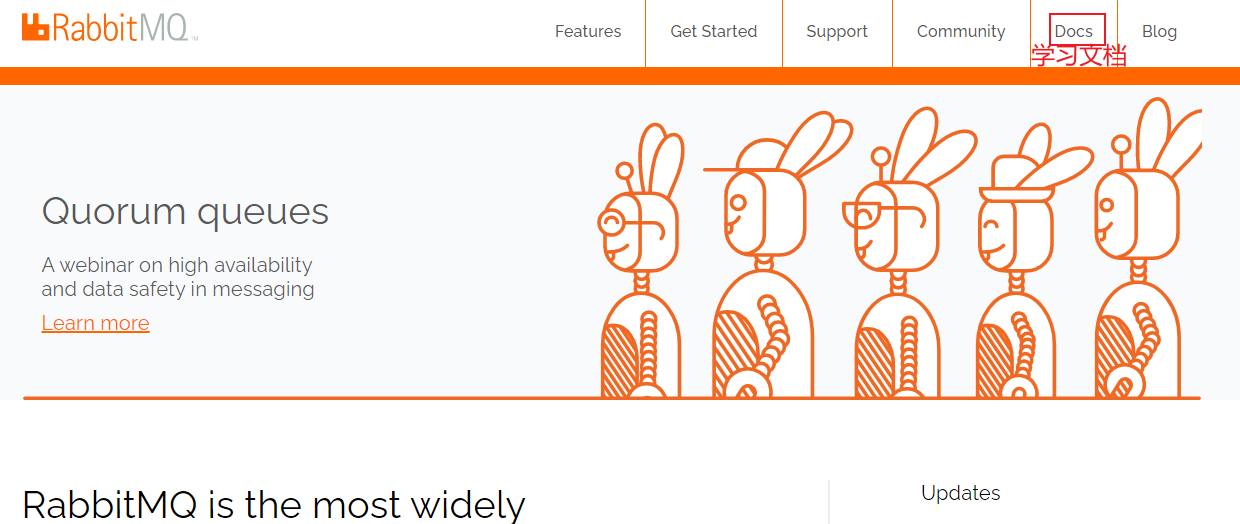 RabbitMQ™
Features
Get Started
Support
Community
Docs
Blog
学习文档
Quorum queues
A webinar on high availability
and data safety in messaging
Learn more
RabbitMQ is the most widely
Updates